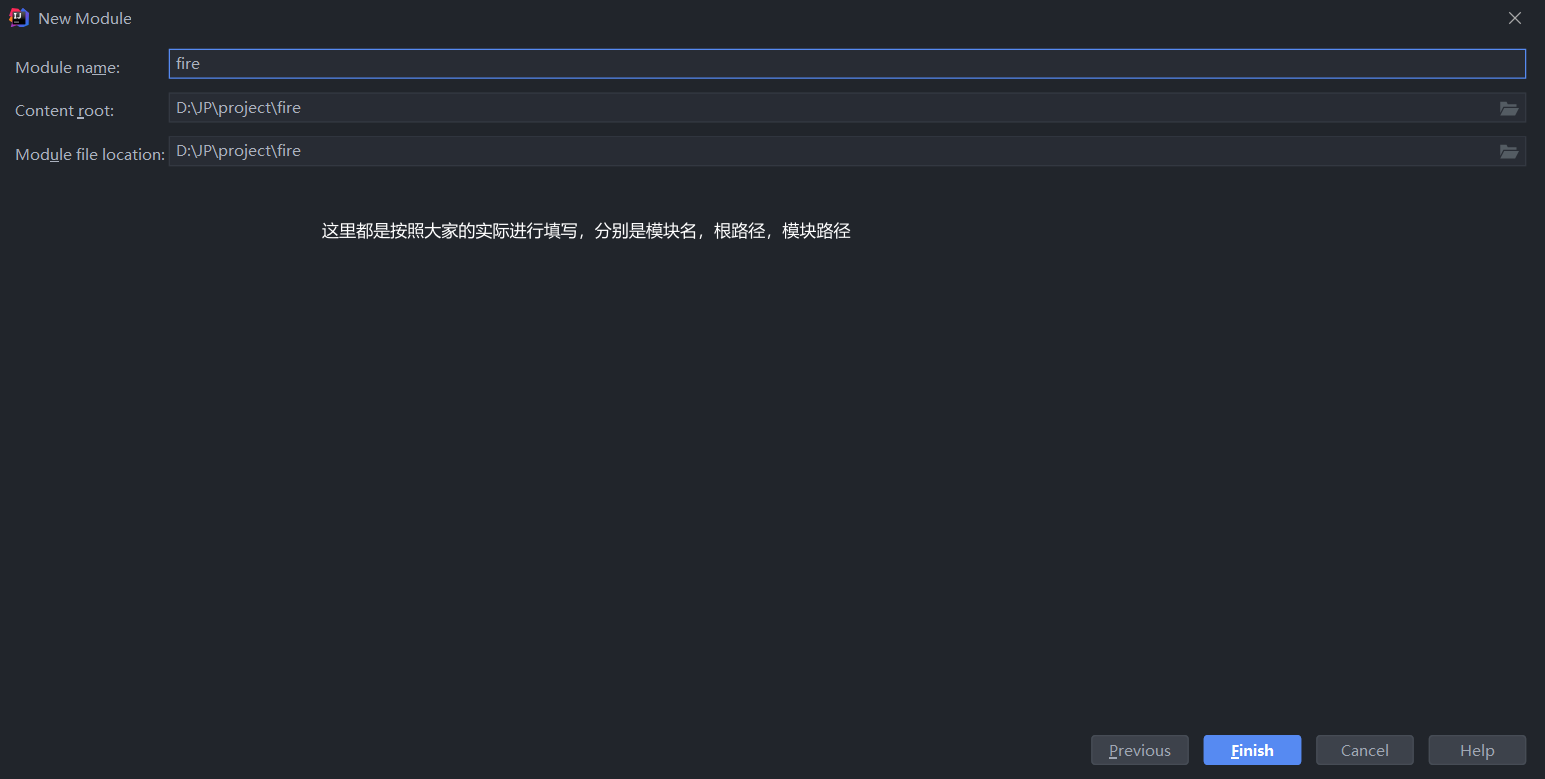 New Module
Module name: fire
Content root: D:\JP\project\fire
Module file location: D:\JP\project\fire
这里都是按照大家的实际进行填写，分别是模块名，根路径，模块路径
Previous Finish Cancel Help